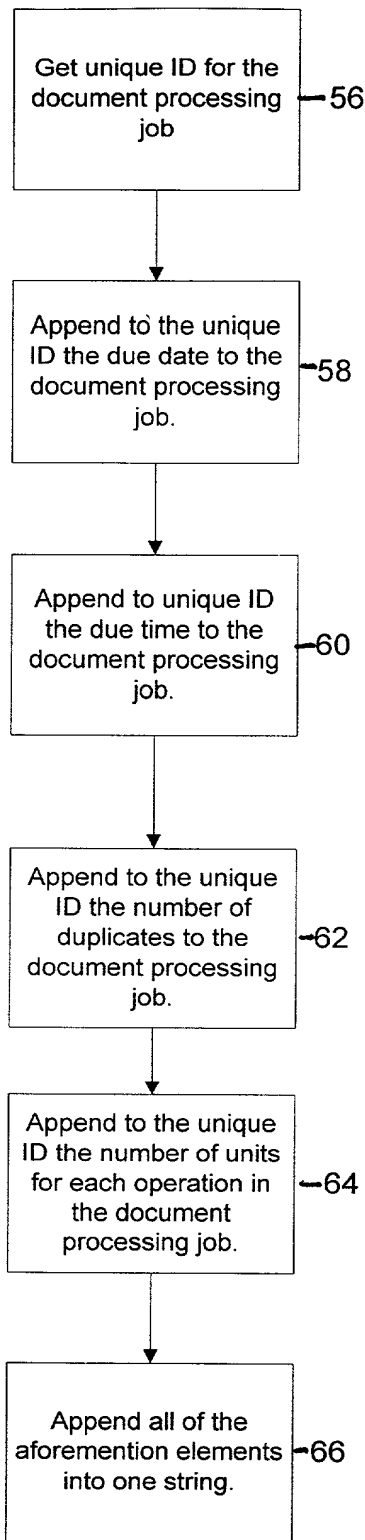 Get unique ID for the
document processing
job
56
Append to the unique
ID the due date to the
document processing
job.
58
Append to unique ID
the due time to the
document processing
job.
60
Append to the unique
ID the number of
duplicates to the
document processing
job.
62
Append to the unique
ID the number of units
for each operation in
the document
processing job.
64
Append all of the
aforemention elements
into one string.
66